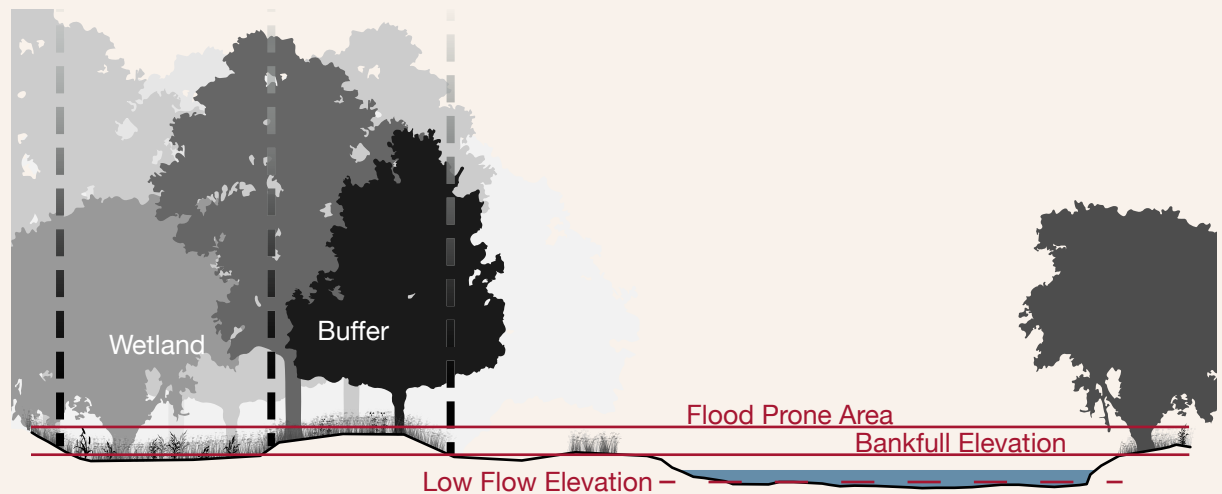 Wetland
Buffer
Flood Prone Area
Bankfull Elevation
Low Flow Elevation